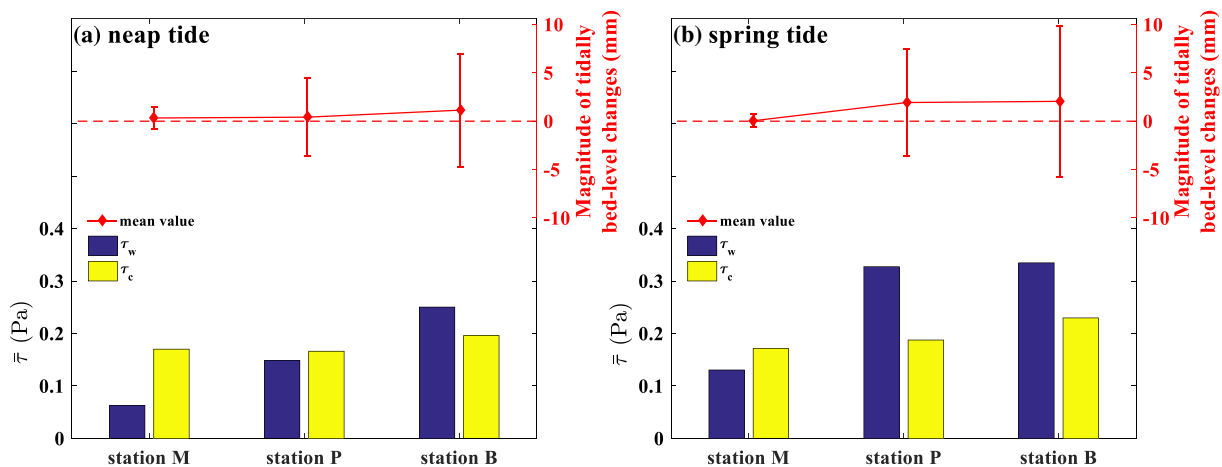 (a) neap tide
mean value
τw
τc
0.4
0.3
0.2
0.1
0
τ̄ (Pa)
station M
station P
station B
10
5
0
-5
-10
Magnitude of tidally
bed-level changes (mm)
(b) spring tide
mean value
τw
τc
0.4
0.3
0.2
0.1
0
τ̄ (Pa)
station M
station P
station B
10
5
0
-5
-10
Magnitude of tidally
bed-level changes (mm)